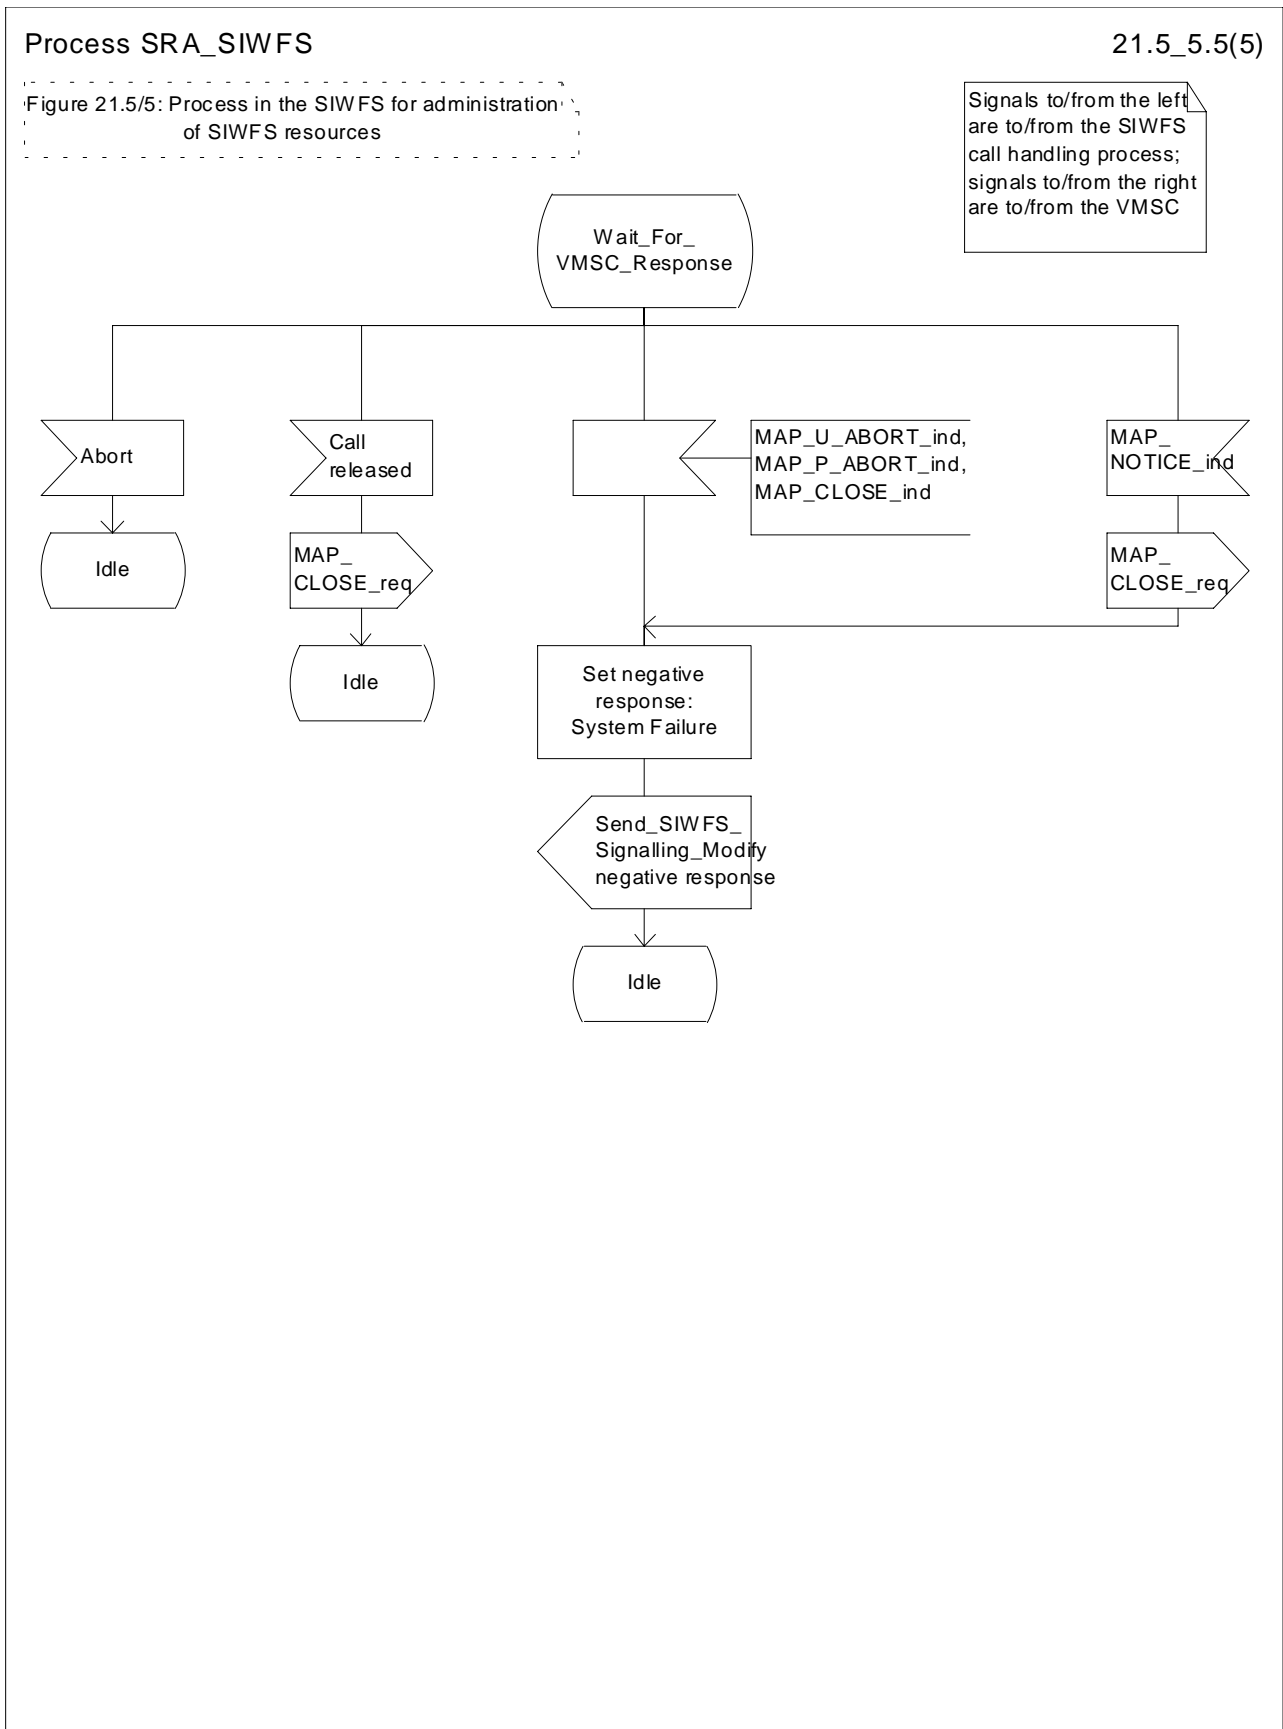 Process SRA_SIWFS
21.5_5.5(5)
Figure 21.5/5: Process in the SIWFS for administration
of SIWFS resources
Signals to/from the left
are to/from the SIWFS
call handling process;
signals to/from the right
are to/from the VMSC
Wait_For_
VMSC_Response
Abort
Call
released
MAP_U_ABORT_ind,
MAP_P_ABORT_ind,
MAP_CLOSE_ind
MAP_
NOTICE_ind
Idle
MAP_
CLOSE_req
MAP_
CLOSE_req
Idle
Set negative
response:
System Failure
Send_SIWFS_
Signalling_Modify
negative response
Idle